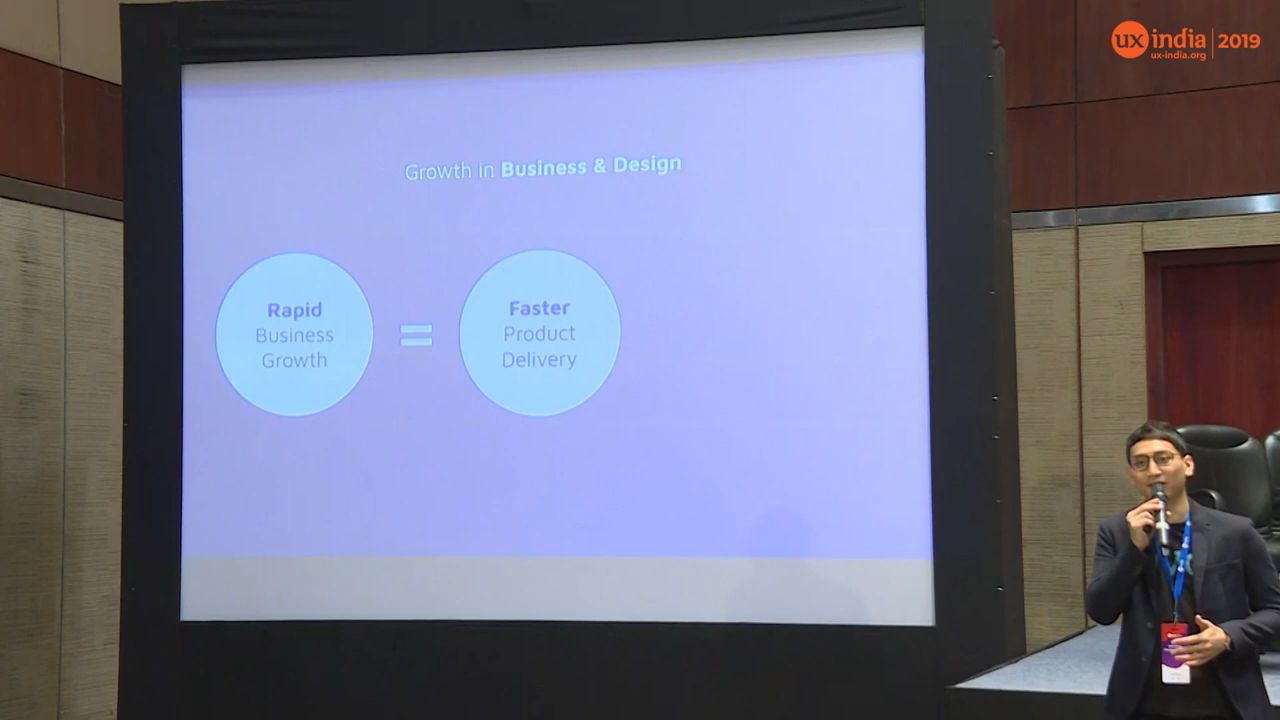 ux india 2019
ux-india.org
Growth in Business & Design
Rapid
Business
Growth
=
Faster
Product
Delivery